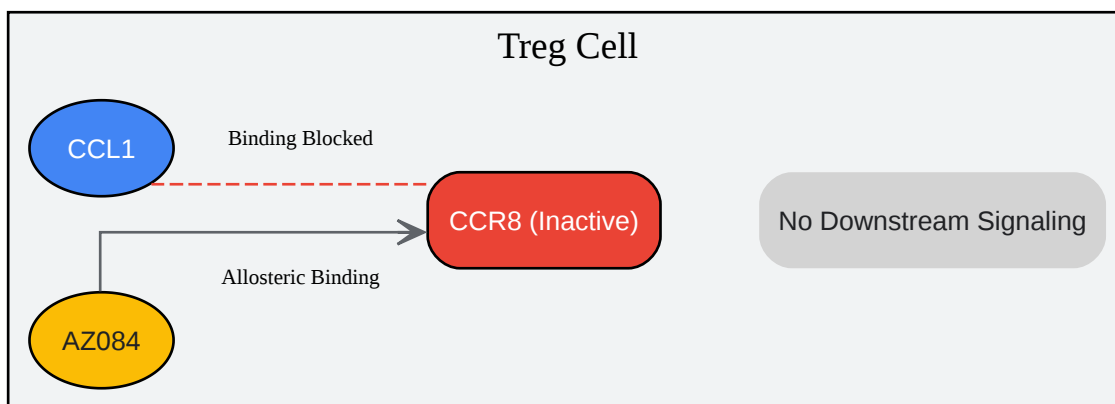 Treg Cell
CCL1
Binding Blocked
CCR8 (Inactive)
No Downstream Signaling
Allosteric Binding
AZ084